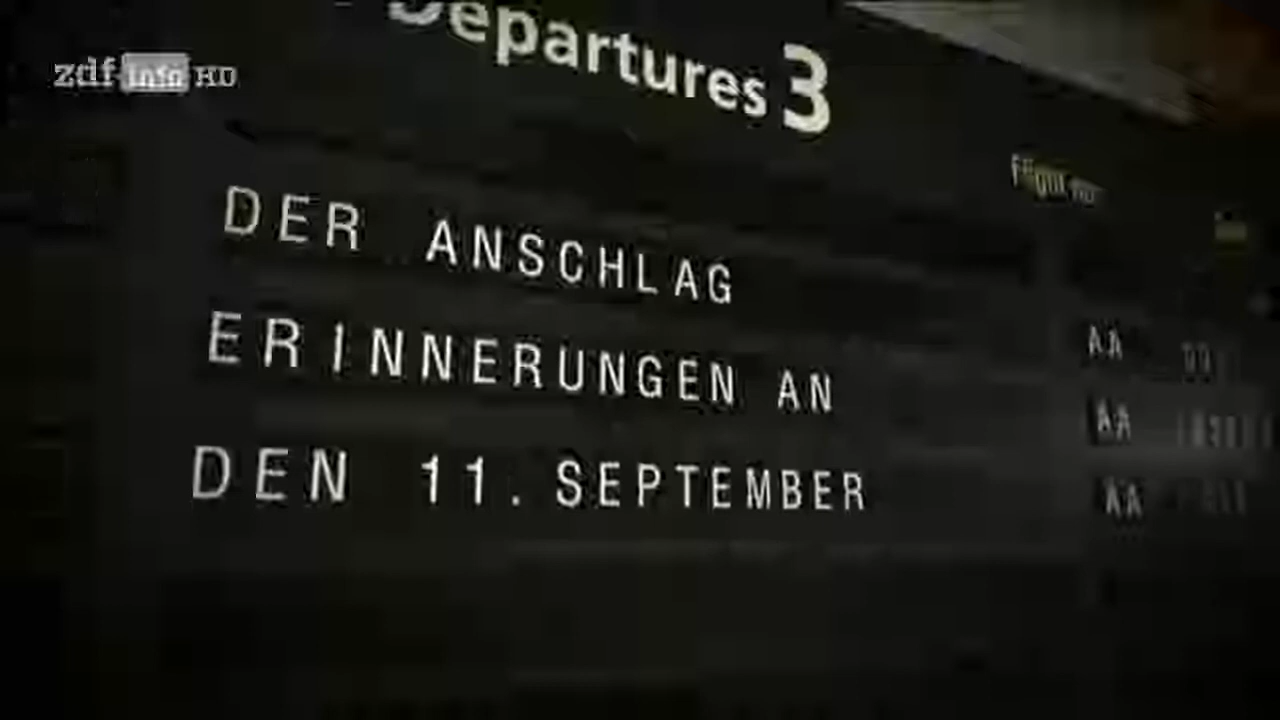 zdf info HD
Departures 3
DER ANSCHLAG
ERINNERUNGEN AN
DEN 11. SEPTEMBER
AA
AA
AA